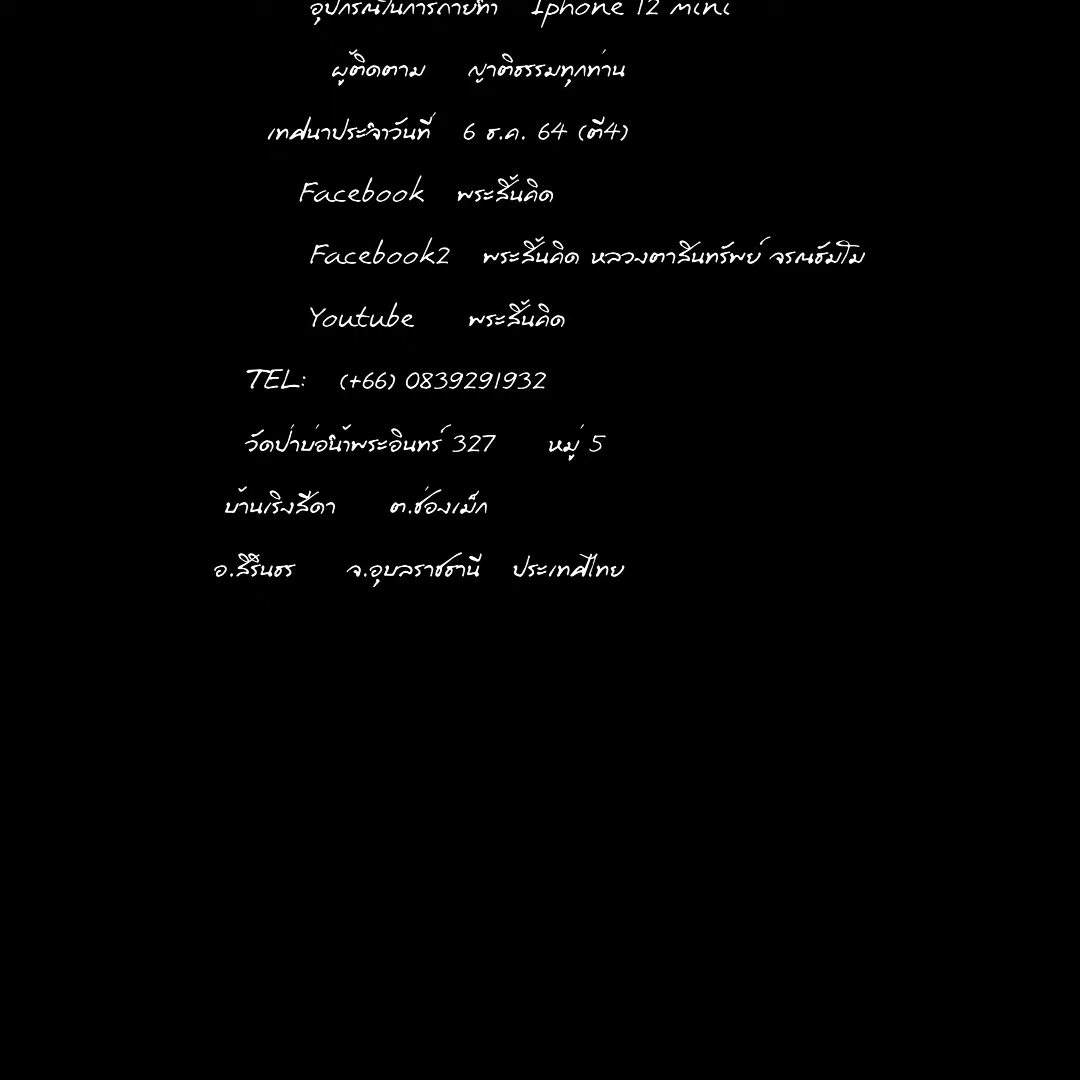 อุปกรณ์ในการถ่ายทำ Iphone 12 mini
ผู้ติดตาม ญาติธรรมทุกท่าน
เทศนาประจำวันที่ 6 ธ.ค. 64 (ตี4)
Facebook พระสิ้นคิด
Facebook2 พระสิ้นคิด หลวงตาสินทรัพย์ จรณธัมโม
Youtube พระสิ้นคิด
TEL: (+66) 0839291932
วัดป่าบ่อน้ำพระอินทร์ 327 หมู่ 5
บ้านเริงสีดา ต.ช่องเม็ก
อ.สิรินธร จ.อุบลราชธานี ประเทศไทย